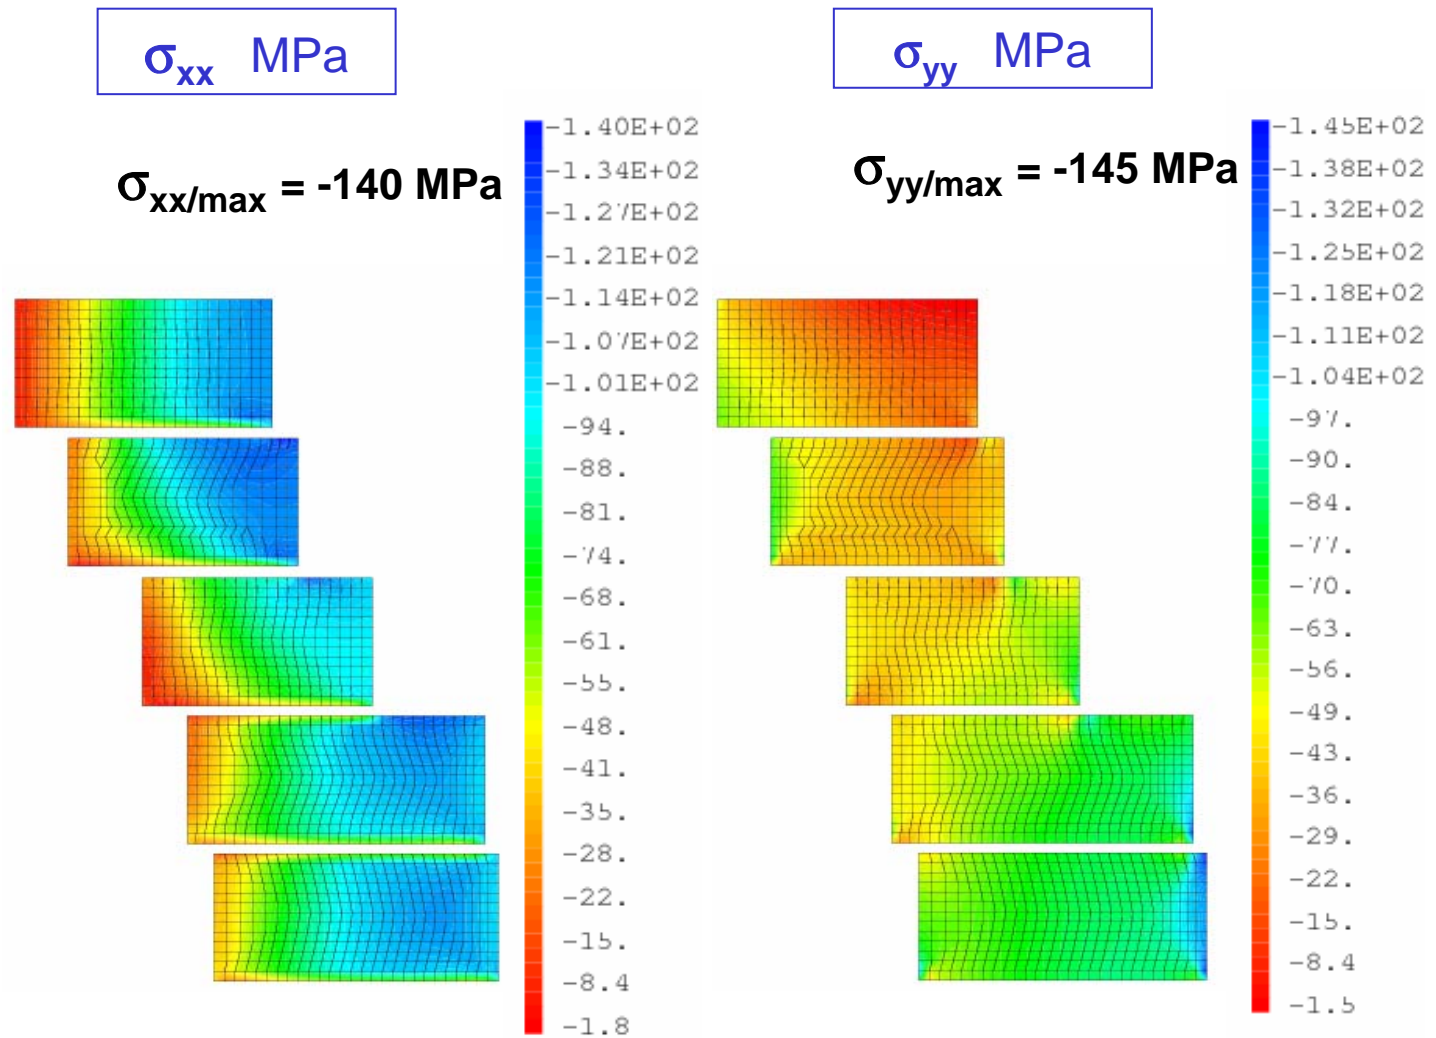 σxx MPa
σxx/max = -140 MPa
-1.40E+02
-1.34E+02
-1.27E+02
-1.21E+02
-1.14E+02
-1.07E+02
-1.01E+02
-94.
-88.
-81.
-74.
-68.
-61.
-55.
-48.
-41.
-35.
-28.
-22.
-15.
-8.4
-1.8
σyy MPa
σyy/max = -145 MPa
-1.45E+02
-1.38E+02
-1.32E+02
-1.25E+02
-1.18E+02
-1.11E+02
-1.04E+02
-97.
-90.
-84.
-77.
-70.
-63.
-56.
-49.
-43.
-36.
-29.
-22.
-15.
-8.4
-1.5